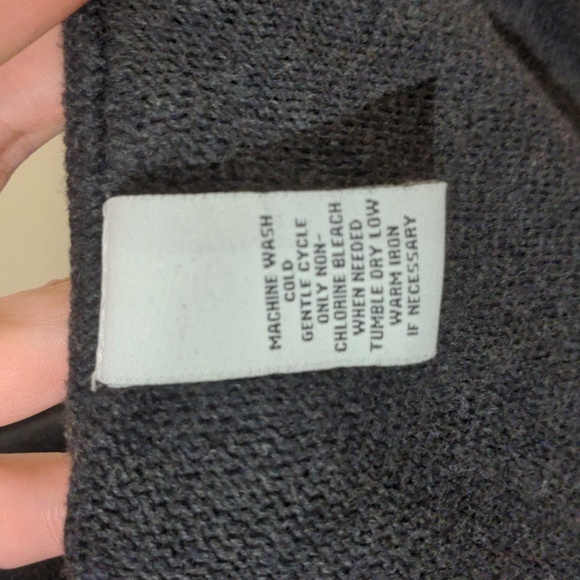 MACHINE WASH
COLD
GENTLE CYCLE
ONLY NON-
CHLORINE BLEACH
WHEN NEEDED
TUMBLE DRY LOW
WARM IRON
IF NECESSARY